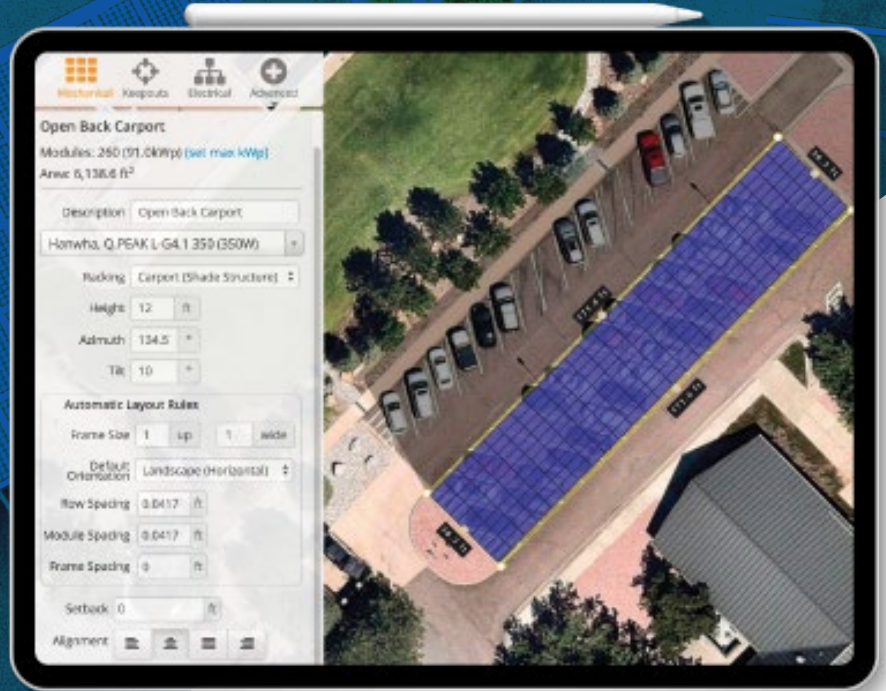 Mechanical Keepouts Electrical Advanced
Open Back Carport
Modules: 260 (91.0kWp) (set max kWp)
Area: 6,138.6 ft²
Description Open Back Carport
Hanwha, Q.PEAK L-G4.1 350 (350W)
Racking Carport (Shade Structure)
Height 12 ft
Azimuth 134.5 °
Tilt 10 °
Automatic Layout Rules
Frame Size 1 up 1 wide
Default Orientation Landscape (Horizontal)
Row Spacing 0.0417 ft
Module Spacing 0.0417 ft
Frame Spacing 0 ft
Setback 0 ft
Alignment